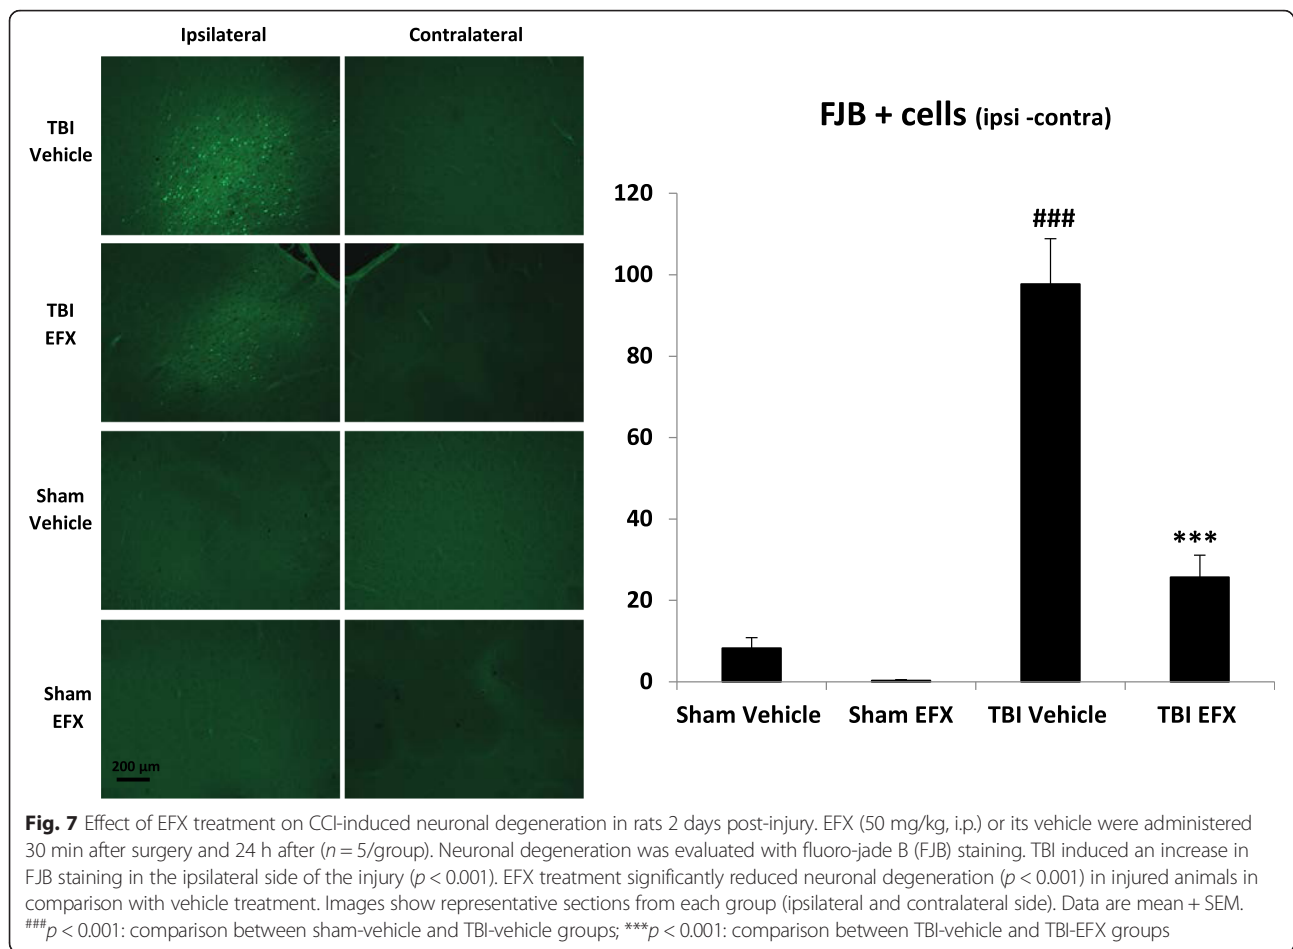 Ipsilateral Contralateral
TBI
Vehicle
TBI
EFX
Sham
Vehicle
Sham
EFX
200 µm
FJB + cells (ipsi -contra)
120
100
80
60
40
20
0
###
***
Sham Vehicle Sham EFX TBI Vehicle TBI EFX
Fig. 7 Effect of EFX treatment on CCI-induced neuronal degeneration in rats 2 days post-injury. EFX (50 mg/kg, i.p.) or its vehicle were administered
30 min after surgery and 24 h after (n = 5/group). Neuronal degeneration was evaluated with fluoro-jade B (FJB) staining. TBI induced an increase in
FJB staining in the ipsilateral side of the injury (p < 0.001). EFX treatment significantly reduced neuronal degeneration (p < 0.001) in injured animals in
comparison with vehicle treatment. Images show representative sections from each group (ipsilateral and contralateral side). Data are mean + SEM.
###p < 0.001: comparison between sham-vehicle and TBI-vehicle groups; ***p < 0.001: comparison between TBI-vehicle and TBI-EFX groups